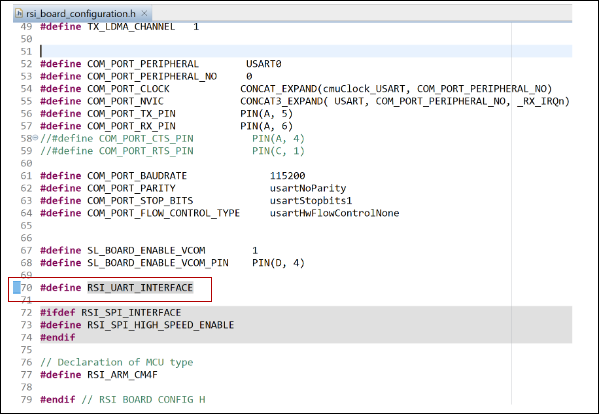 rsi_board_configuration.h
49 #define TX_LDMA_CHANNEL 1
50
51
52 #define COM_PORT_PERIPHERAL USART0
53 #define COM_PORT_PERIPHERAL_NO 0
54 #define COM_PORT_CLOCK CONCAT_EXPAND(cmuClock_USART, COM_PORT_PERIPHERAL_NO)
55 #define COM_PORT_NVIC CONCAT3_EXPAND( USART, COM_PORT_PERIPHERAL_NO, _RX_IRQn)
56 #define COM_PORT_TX_PIN PIN(A, 5)
57 #define COM_PORT_RX_PIN PIN(A, 6)
58 //#define COM_PORT_CTS_PIN PIN(A, 4)
59 //#define COM_PORT_RTS_PIN PIN(C, 1)
60
61 #define COM_PORT_BAUDRATE 115200
62 #define COM_PORT_PARITY usartNoParity
63 #define COM_PORT_STOP_BITS usartStopbits1
64 #define COM_PORT_FLOW_CONTROL_TYPE usartHwFlowControlNone
65
66
67 #define SL_BOARD_ENABLE_VCOM 1
68 #define SL_BOARD_ENABLE_VCOM_PIN PIN(D, 4)
69
70 #define RSI_UART_INTERFACE
71
72 #ifdef RSI_SPI_INTERFACE
73 #define RSI_SPI_HIGH_SPEED_ENABLE
74 #endif
75
76 // Declaration of MCU type
77 #define RSI_ARM_CM4F
78
79 #endif // RSI BOARD CONFIG H